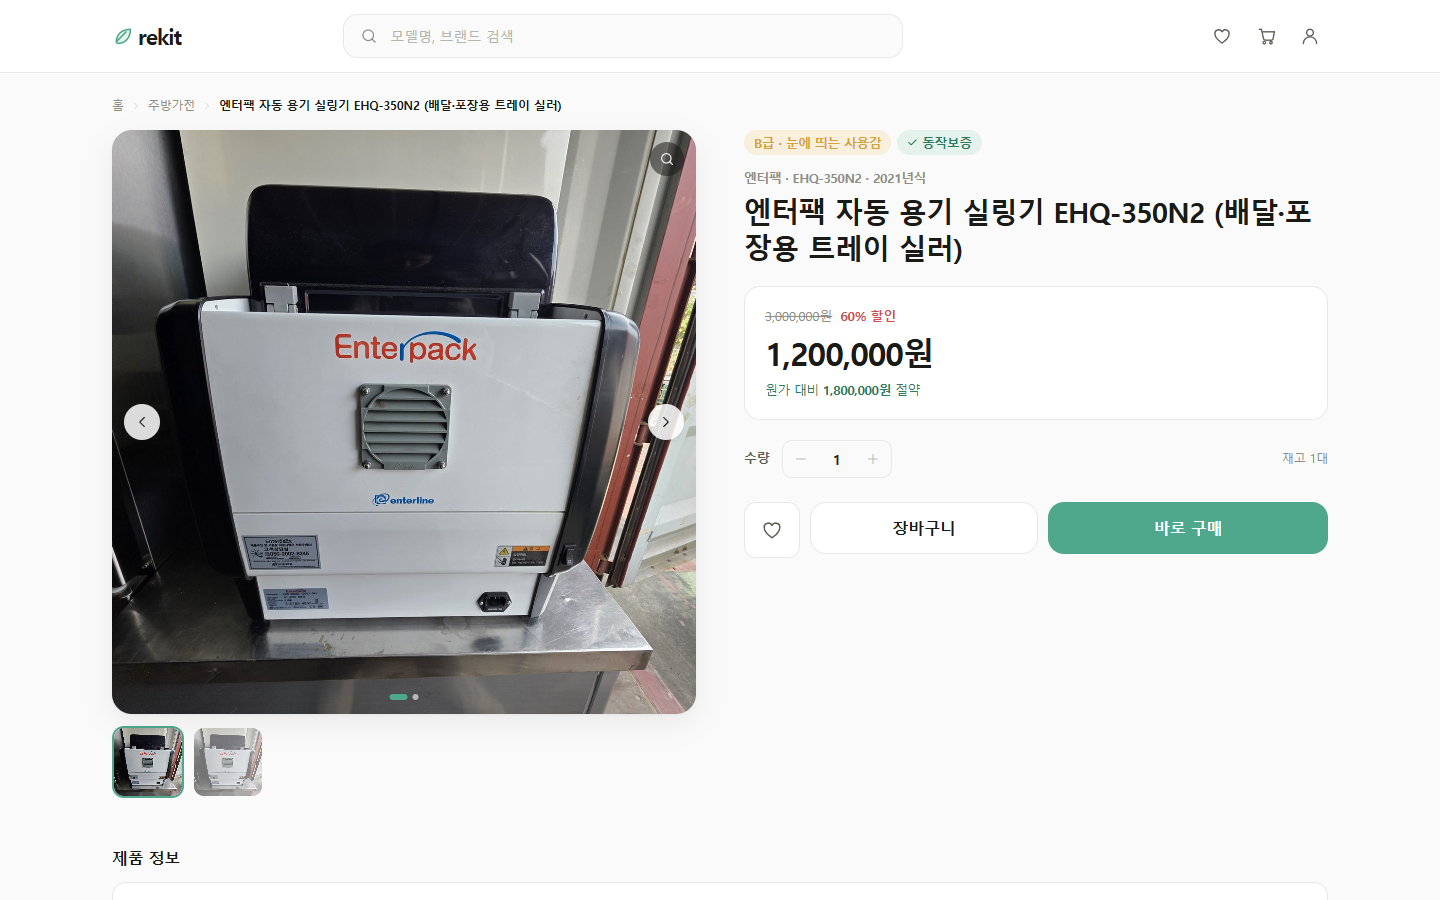 rekit
모델명, 브랜드 검색
홈 > 주방가전 > 엔터팩 자동 용기 실링기 EHQ-350N2 (배달·포장용 트레이 실러)
Enterpack
enterline
B급 · 눈에 띄는 사용감
동작보증
엔터팩 · EHQ-350N2 · 2021년식
엔터팩 자동 용기 실링기 EHQ-350N2 (배달·포
장용 트레이 실러)
3,000,000원 60% 할인
1,200,000원
원가 대비 1,800,000원 절약
수량
1
재고 1대
장바구니
바로 구매
제품 정보